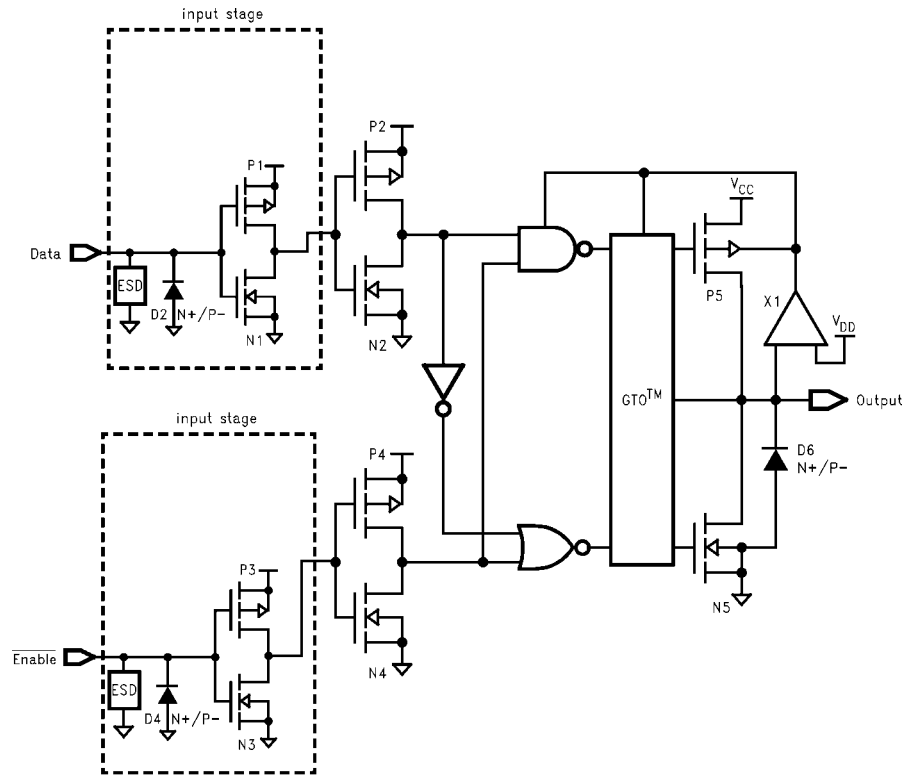 input stage
P2
P1
VCC
Data
ESD
D2 N+/P-
N1
N2
P5
X1
VDD
GTO™
Output
input stage
P4
D6
N+/P-
P3
N5
Enable
ESD
D4 N+/P-
N3
N4